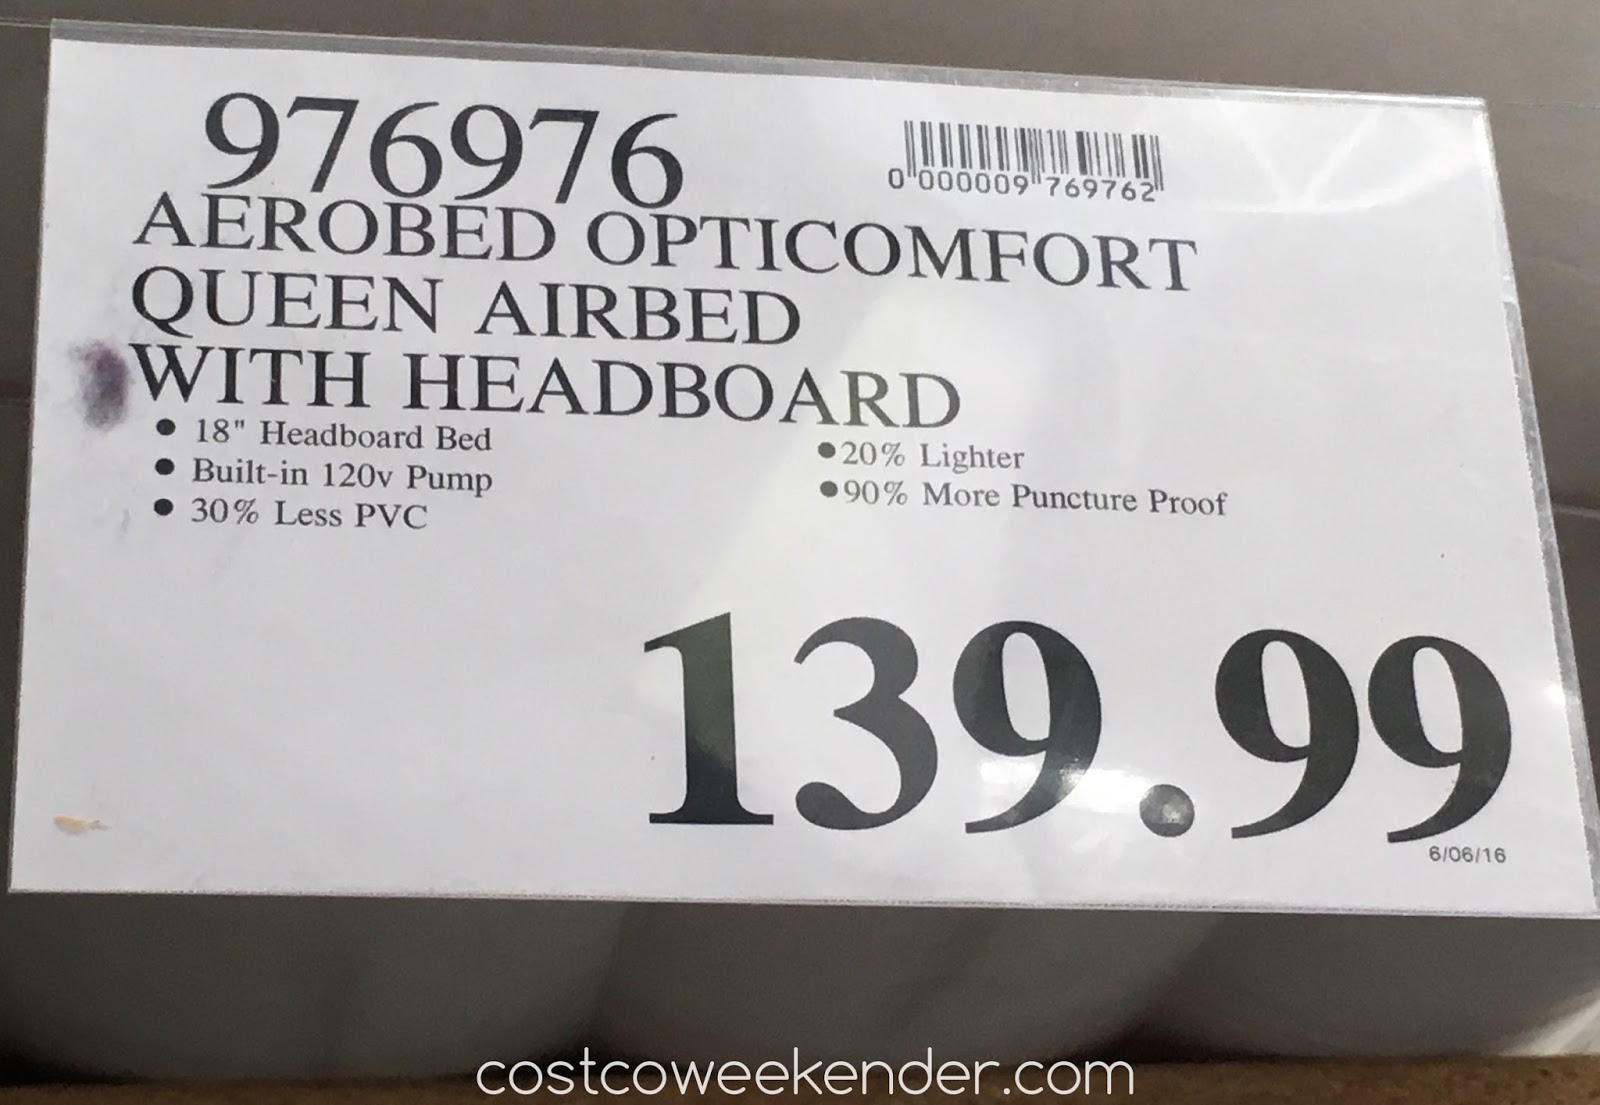 976976
0 000009 769762
AEROBED OPTICOMFORT
QUEEN AIRBED
WITH HEADBOARD
• 18" Headboard Bed
• Built-in 120v Pump
• 30% Less PVC
• 20% Lighter
• 90% More Puncture Proof
139.99
6/06/16
costcoweekender.com